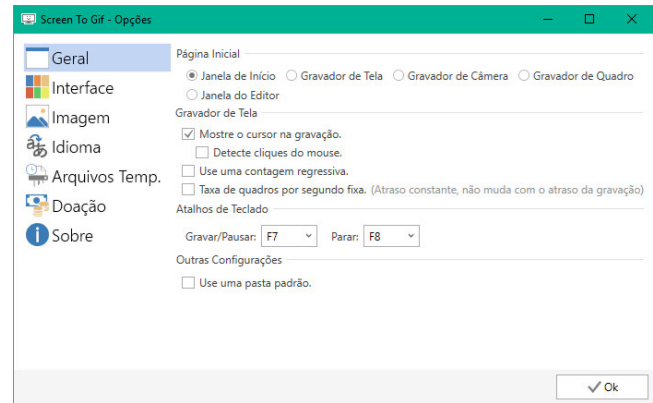 Screen To Gif - Opções
Geral
Interface
Imagem
Idioma
Arquivos Temp.
Doação
Sobre
Página Inicial
Janela de Início Gravador de Tela Gravador de Câmera Gravador de Quadro
Janela do Editor
Gravador de Tela
Mostre o cursor na gravação.
Detecte cliques do mouse.
Use uma contagem regressiva.
Taxa de quadros por segundo fixa. (Atraso constante, não muda com o atraso da gravação)
Atalhos de Teclado
Gravar/Pausar: F7 Parar: F8
Outras Configurações
Use uma pasta padrão.
Ok